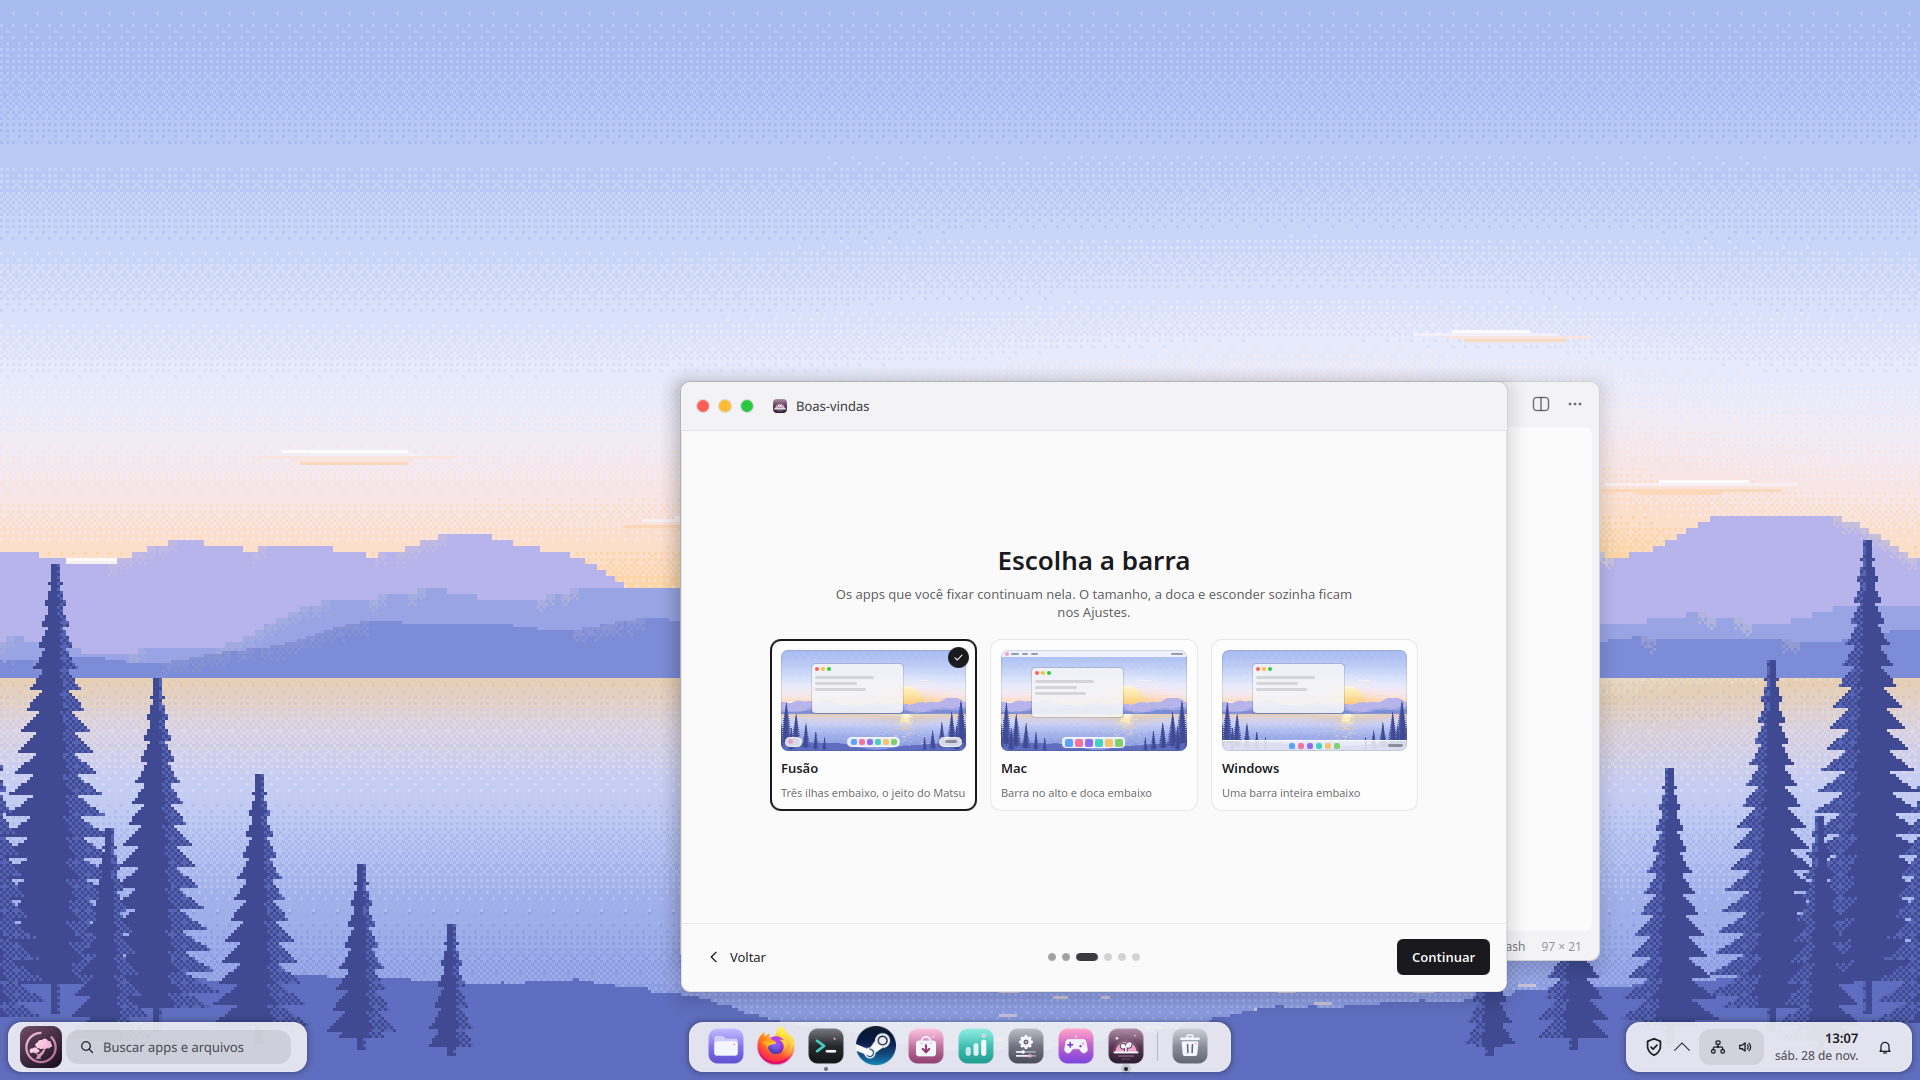 Boas-vindas
Escolha a barra
Os apps que você fixar continuam nela. O tamanho, a doca e esconder sozinha ficam
nos Ajustes.
Fusão
Três ilhas embaixo, o jeito do Matsu
Mac
Barra no alto e doca embaixo
Windows
Uma barra inteira embaixo
Voltar
Continuar
ash
97 × 21
Buscar apps e arquivos
13:07
sáb. 28 de nov.